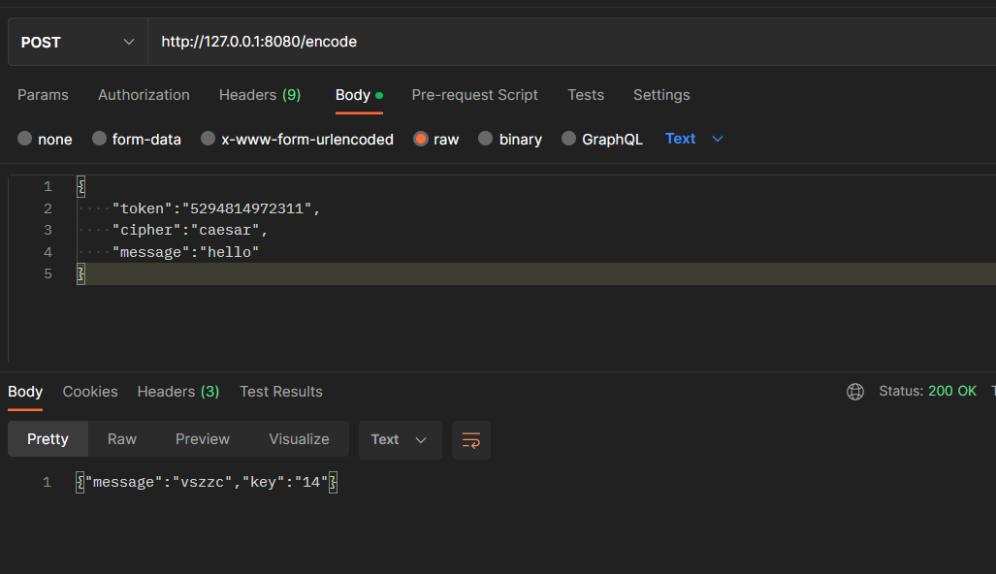 POST http://127.0.0.1:8080/encode
Params Authorization Headers (9) Body Pre-request Script Tests Settings
none form-data x-www-form-urlencoded raw binary GraphQL Text
1 {
2 "token":"5294814972311",
3 "cipher":"caesar",
4 "message":"hello"
5 }
Body Cookies Headers (3) Test Results Status: 200 OK
Pretty Raw Preview Visualize Text
1 {"message":"vszzc","key":"14"}